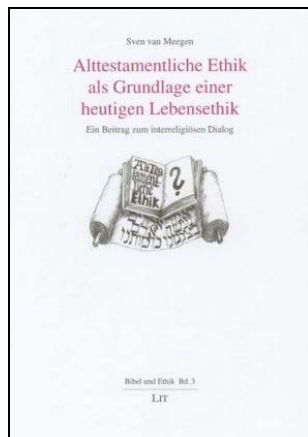 Sven van Meegen
Alttestamentliche Ethik
als Grundlage einer
heutigen Lebensethik
Ein Beitrag zum interreligiösen Dialog
Ethik
?
Bibel und Ethik Bd. 3
LIT